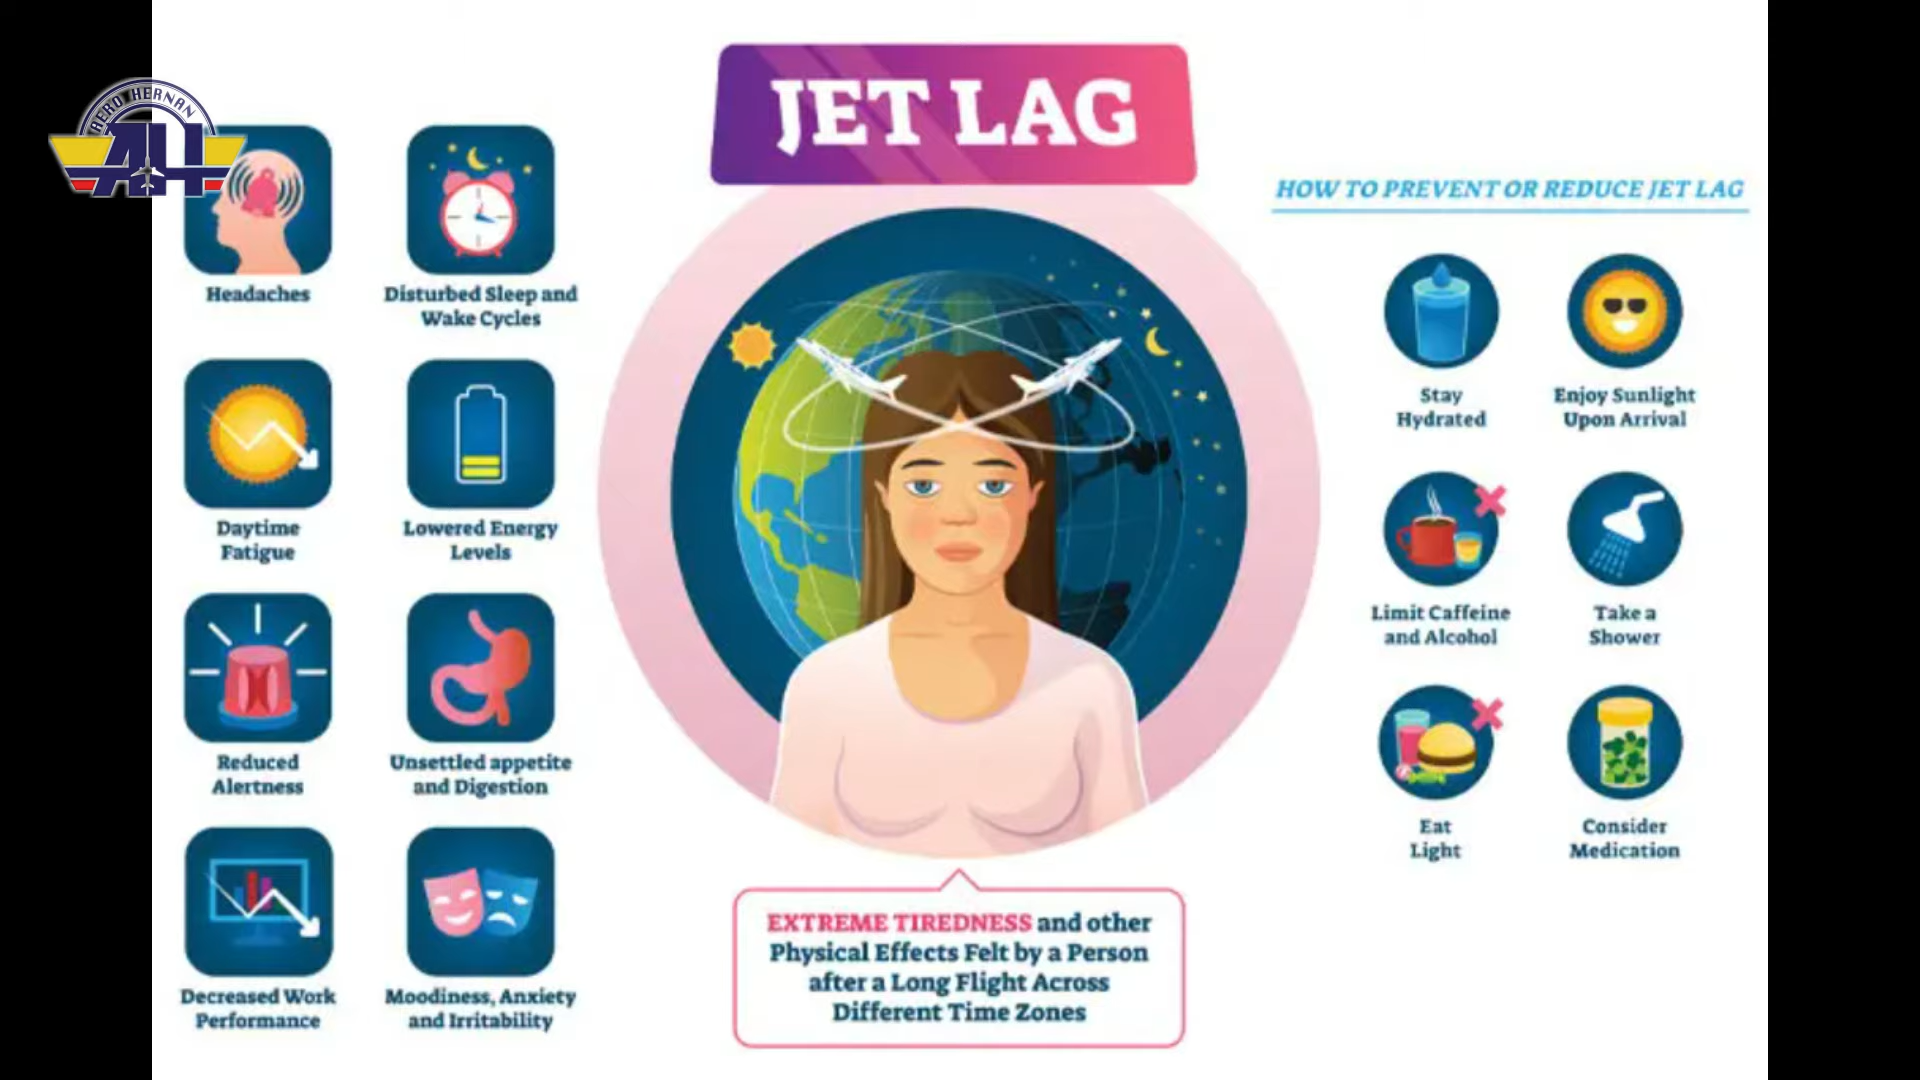 AERO HERNAN
AH
JET LAG
Headaches
Disturbed Sleep and
Wake Cycles
Daytime
Fatigue
Lowered Energy
Levels
Reduced
Alertness
Unsettled appetite
and Digestion
Decreased Work
Performance
Moodiness, Anxiety
and Irritability
EXTREME TIREDNESS and other
Physical Effects Felt by a Person
after a Long Flight Across
Different Time Zones
HOW TO PREVENT OR REDUCE JET LAG
Stay
Hydrated
Enjoy Sunlight
Upon Arrival
Limit Caffeine
and Alcohol
Take a
Shower
Eat
Light
Consider
Medication